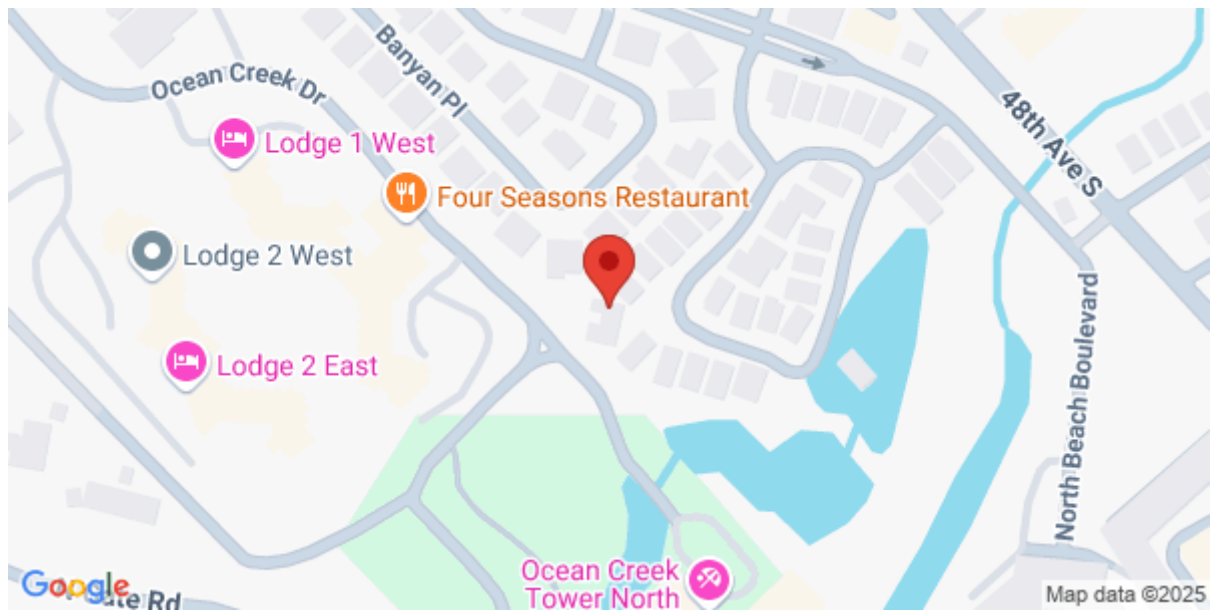 Banyan Pl
Ocean Creek Dr
48th Ave S
Lodge 1 West
Four Seasons Restaurant
Lodge 2 West
Lodge 2 East
North Beach Boulevard
Ocean Creek
Tower North
Google
Rd
Map data ©2025